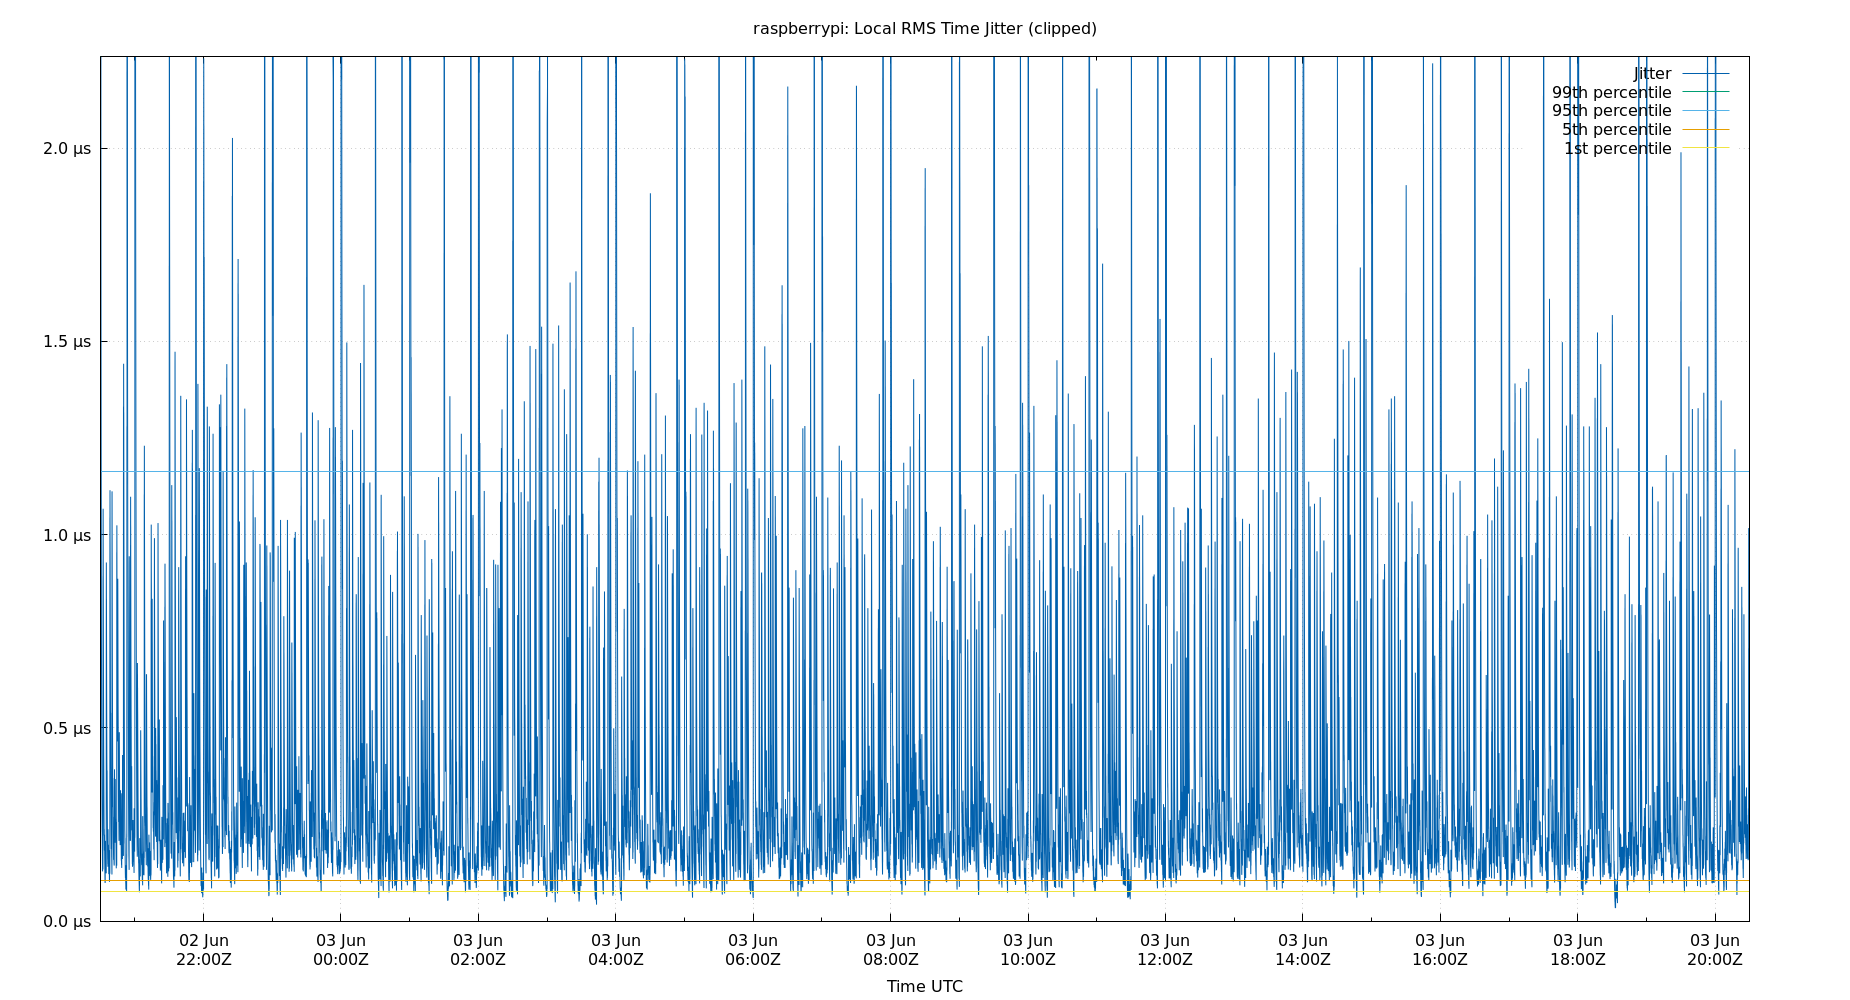 raspberrypi: Local RMS Time Jitter (clipped)
Jitter
99th percentile
95th percentile
5th percentile
1st percentile
2.0 µs
1.5 µs
1.0 µs
0.5 µs
0.0 µs
02 Jun 03 Jun 03 Jun 03 Jun 03 Jun 03 Jun 03 Jun 03 Jun 03 Jun 03 Jun 03 Jun 03 Jun
22:00Z 00:00Z 02:00Z 04:00Z 06:00Z 08:00Z 10:00Z 12:00Z 14:00Z 16:00Z 18:00Z 20:00Z
Time UTC